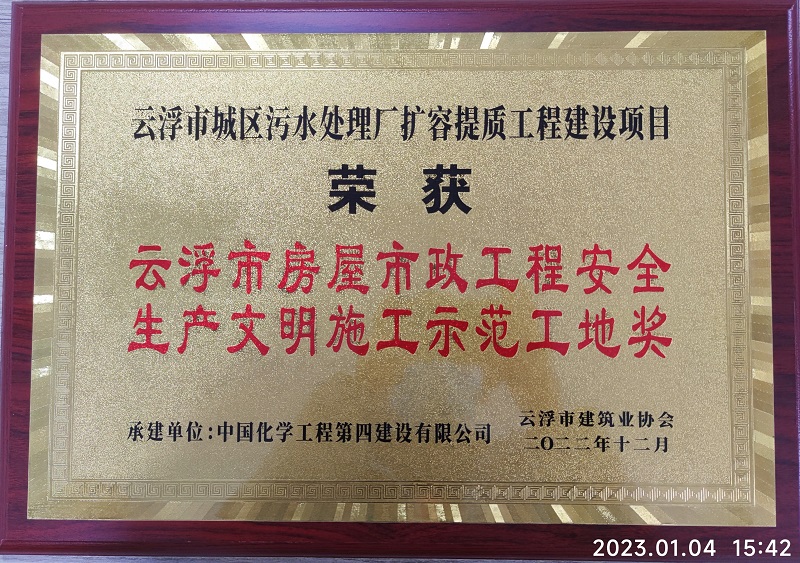 云浮市城区污水处理厂扩容提质工程建设项目
荣获
云浮市房屋市政工程安全
生产文明施工示范工地奖
承建单位:中国化学工程第四建设有限公司
云浮市建筑业协会
二〇二二年十二月
2023.01.04 15:42